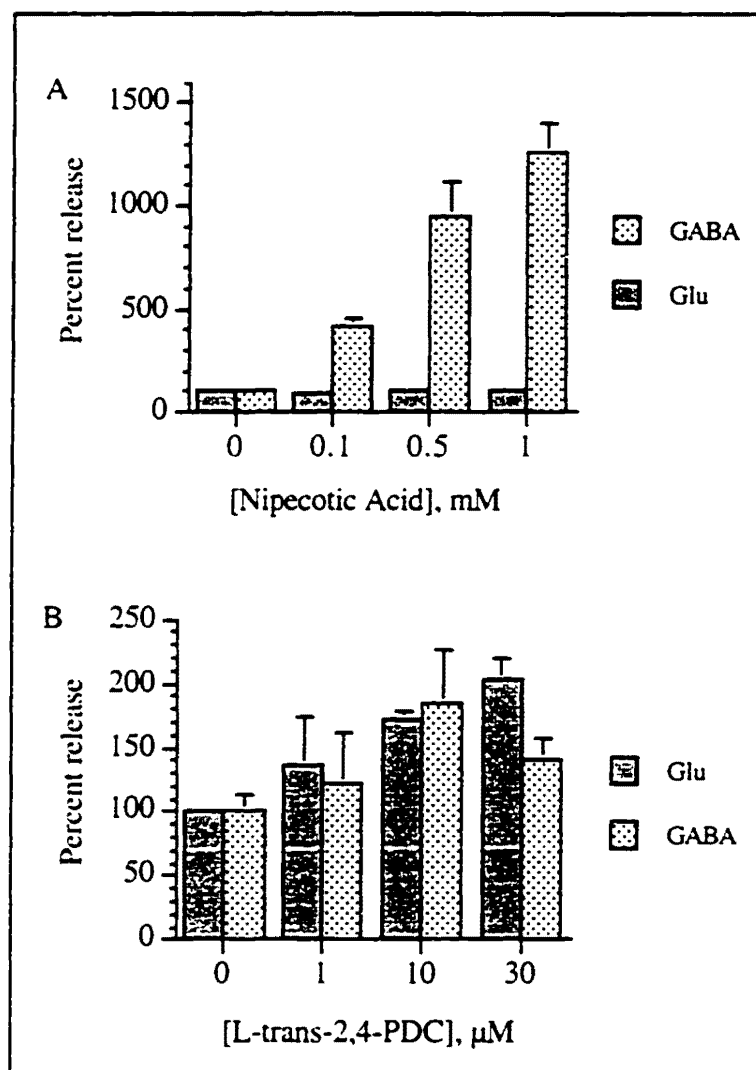 A
Percent release
1500
1000
500
0
0 0.1 0.5 1
[Nipecotic Acid], mM
GABA
Glu
B
Percent release
250
200
150
100
50
0
0 1 10 30
[L-trans-2,4-PDC], μM
Glu
GABA